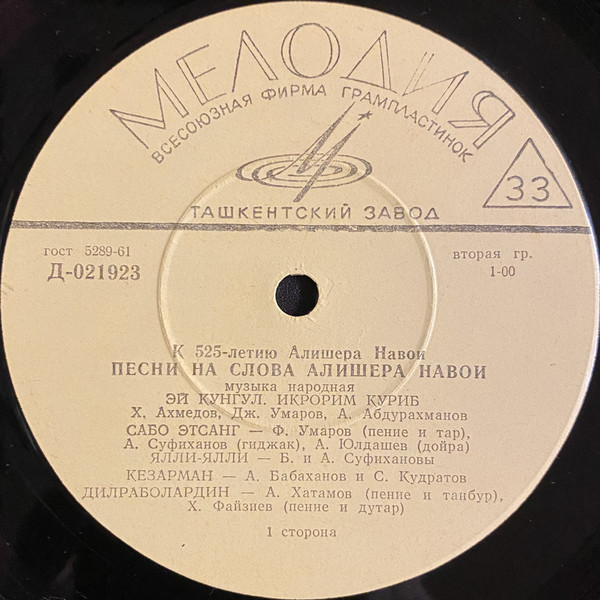 МЕЛОДИЯ
ВСЕСОЮЗНАЯ ФИРМА ГРАМПЛАСТИНОК
33
ТАШКЕНТСКИЙ ЗАВОД
гост 5289-61
Д-021923
вторая гр.
1-00
К 525-летию Алишера Навои
ПЕСНИ НА СЛОВА АЛИШЕРА НАВОИ
музыка народная
ЭЙ КУНГУЛ. ИКРОРИМ КУРИБ
Х. Ахмедов, Дж. Умаров, А. Абдурахманов
САБО ЭТСАНГ — Ф. Умаров (пение и тар),
А. Суфиханов (гиджак), А. Юлдашев (дойра)
ЯЛЛИ-ЯЛЛИ — Б. и А. Суфихановы
КЕЗАРМАН — А. Бабаханов и С. Кудратов
ДИЛРАБОЛАРДИН — А. Хатамов (пение и танбур),
Х. Файзиев (пение и дутар)
1 сторона